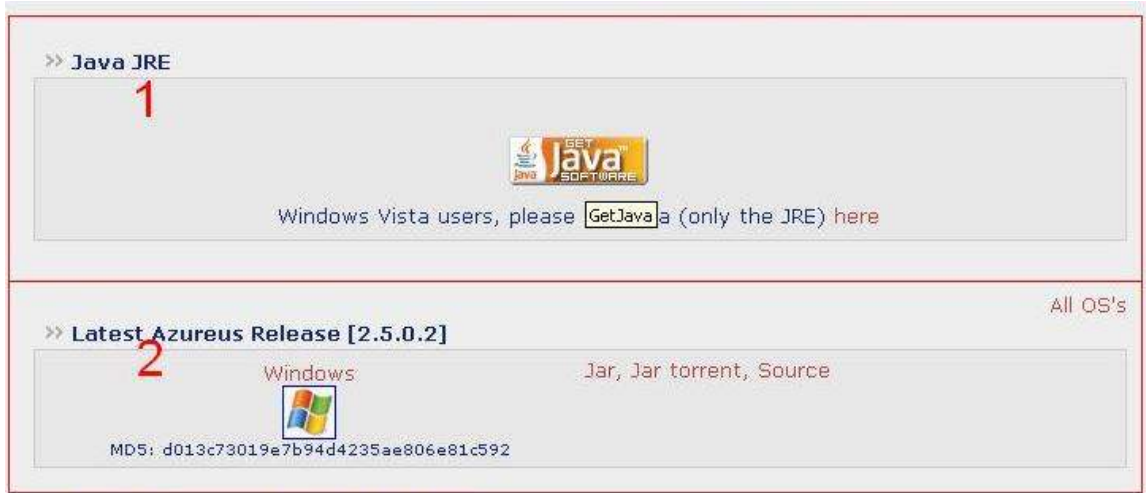 >> Java JRE
1
GET
Java™
SOFTWARE
Java
Windows Vista users, please GetJava a (only the JRE) here
All OS's
>> Latest Azureus Release [2.5.0.2]
2
Windows
Jar, Jar torrent, Source
MD5: d013c73019e7b94d4235ae806e81c592